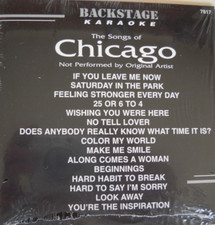 BACKSTAGE
KARAOKE
7517
The Songs of
Chicago
Not Performed by Original Artist
IF YOU LEAVE ME NOW
SATURDAY IN THE PARK
FEELING STRONGER EVERY DAY
25 OR 6 TO 4
WISHING YOU WERE HERE
NO TELL LOVER
DOES ANYBODY REALLY KNOW WHAT TIME IT IS?
COLOR MY WORLD
MAKE ME SMILE
ALONG COMES A WOMAN
BEGINNINGS
HARD HABIT TO BREAK
HARD TO SAY I'M SORRY
LOOK AWAY
YOU'RE THE INSPIRATION